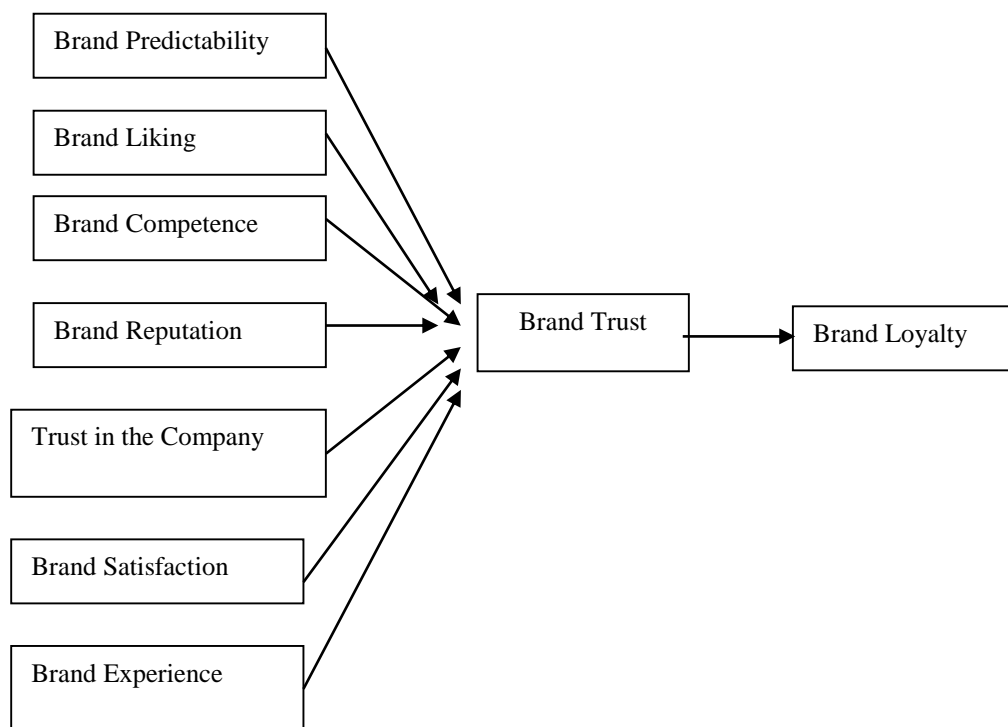 Brand Predictability
Brand Liking
Brand Competence
Brand Reputation
Trust in the Company
Brand Satisfaction
Brand Experience
Brand Trust
Brand Loyalty